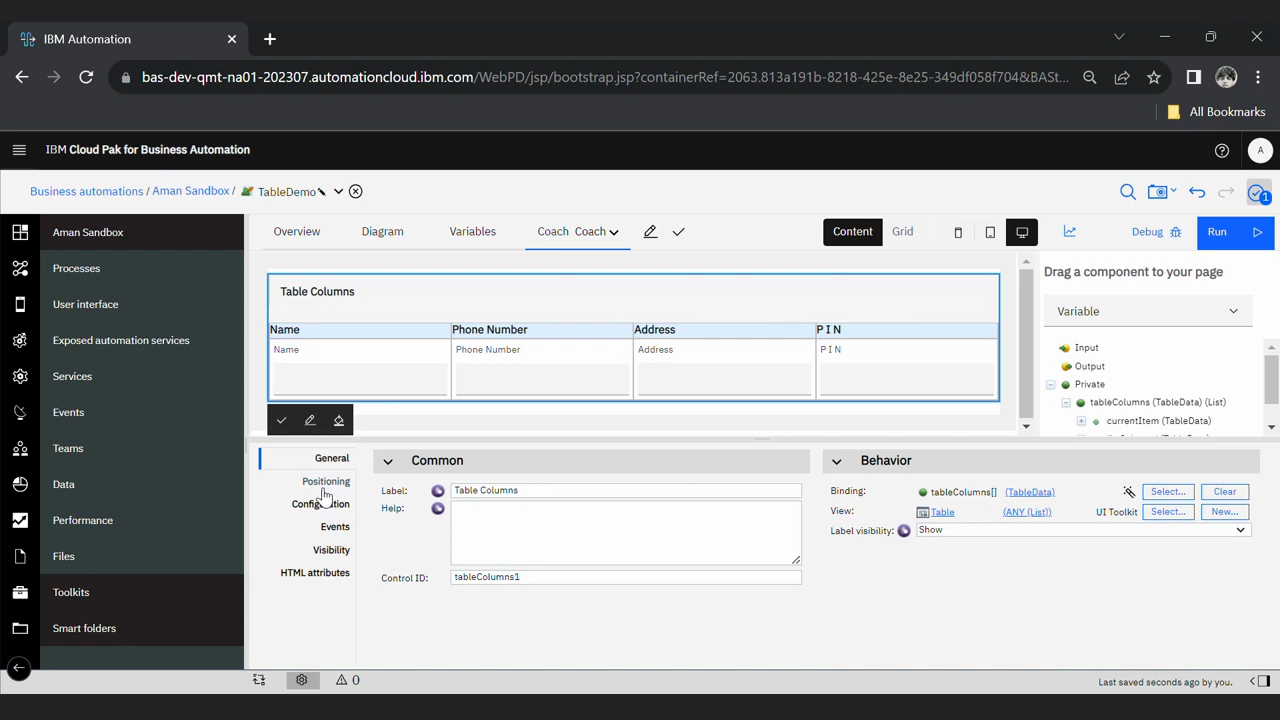 IBM Automation
bas-dev-qmt-na01-202307.automationcloud.ibm.com/WebPD/jsp/bootstrap.jsp?containerRef=2063.813a191b-8218-425e-8e25-349df058f704&BASt...
All Bookmarks
IBM Cloud Pak for Business Automation
A
Business automations / Aman Sandbox / TableDemo
1
Aman Sandbox
Processes
User interface
Exposed automation services
Services
Events
Teams
Data
Performance
Files
Toolkits
Smart folders
Overview
Diagram
Variables
Coach Coach
Content
Grid
Debug
Run
Table Columns
Name
Phone Number
Address
P I N
Name
Phone Number
Address
P I N
Drag a component to your page
Variable
Input
Output
Private
tableColumns (TableData) (List)
currentItem (TableData)
General
Positioning
Configuration
Events
Visibility
HTML attributes
Common
Label: Table Columns
Help:
Control ID: tableColumns1
Behavior
Binding: tableColumns[] (TableData) Select... Clear
View: Table (ANY (List)) UI Toolkit Select... New...
Label visibility: Show
0
Last saved seconds ago by you.